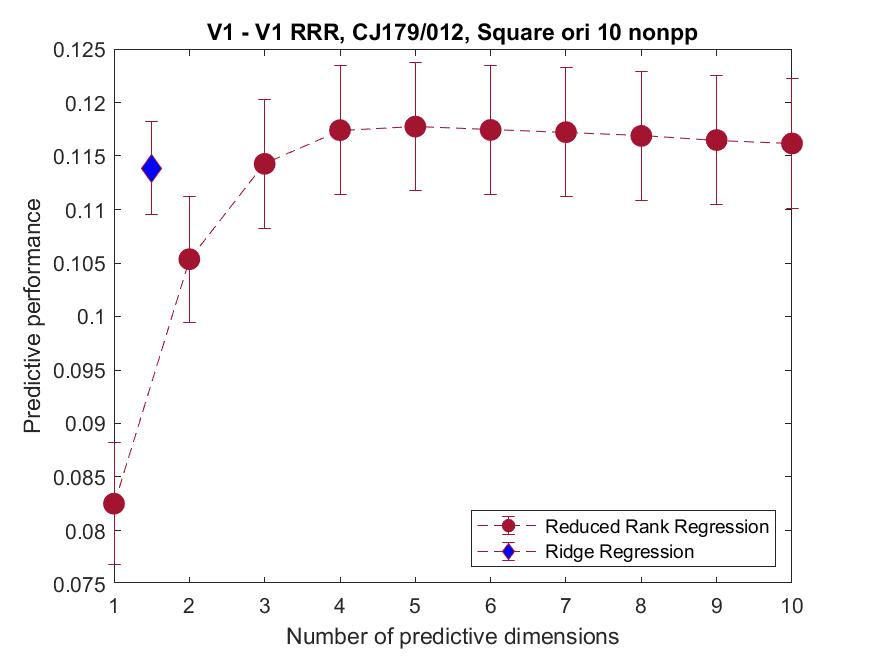 V1 - V1 RRR, CJ179/012, Square ori 10 nonpp
0.125
0.12
0.115
0.11
0.105
0.1
0.095
0.09
0.085
0.08
0.075
Predictive performance
1 2 3 4 5 6 7 8 9 10
Number of predictive dimensions
Reduced Rank Regression
Ridge Regression